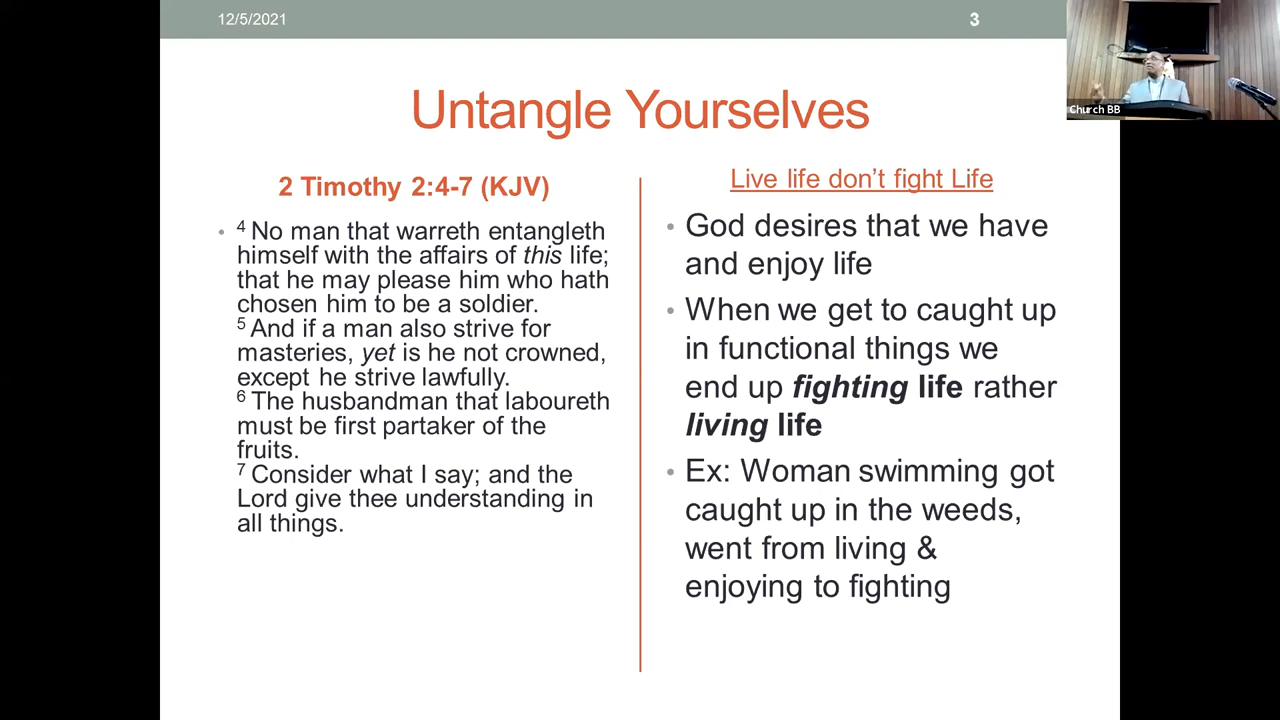 12/5/2021
3
Church BB
Untangle Yourselves
2 Timothy 2:4-7 (KJV)
• 4 No man that warreth entangleth
himself with the affairs of this life;
that he may please him who hath
chosen him to be a soldier.
5 And if a man also strive for
masteries, yet is he not crowned,
except he strive lawfully.
6 The husbandman that laboureth
must be first partaker of the
fruits.
7 Consider what I say; and the
Lord give thee understanding in
all things.
Live life don’t fight Life
• God desires that we have
and enjoy life
• When we get to caught up
in functional things we
end up fighting life rather
living life
• Ex: Woman swimming got
caught up in the weeds,
went from living &
enjoying to fighting